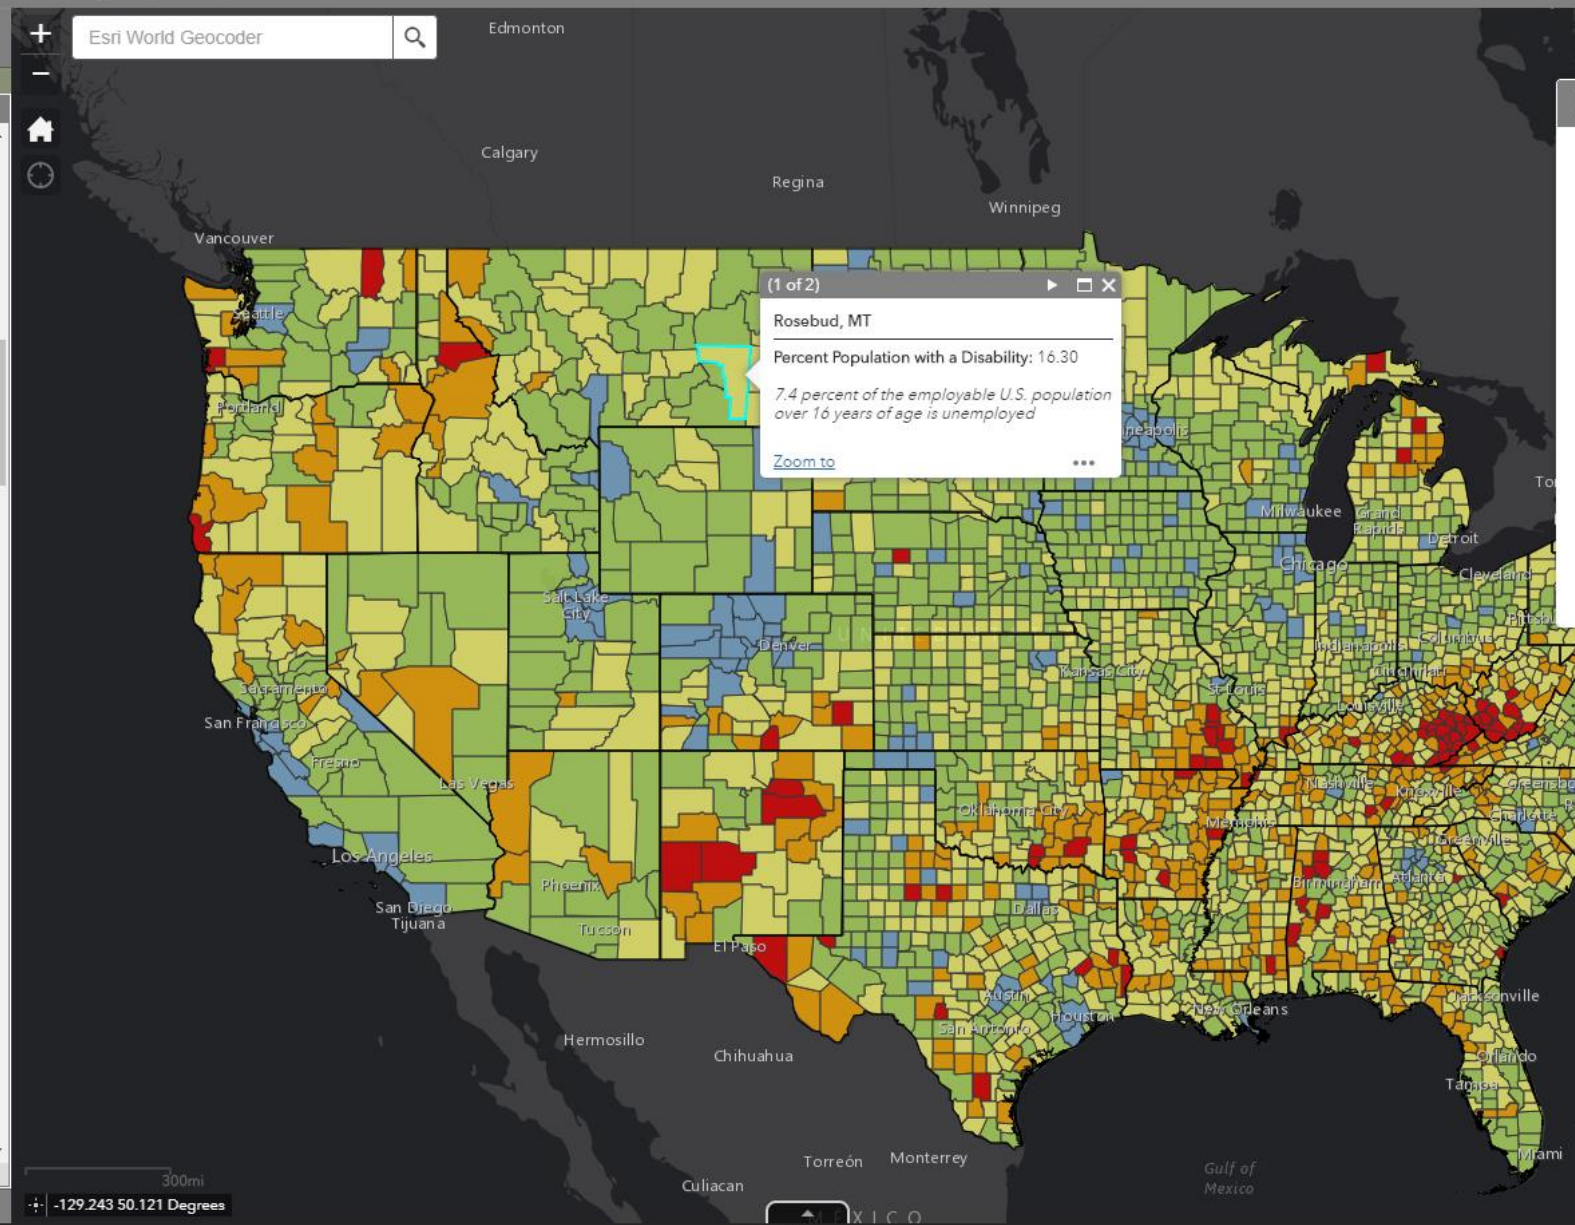 +
Esri World Geocoder
−
Edmonton
Calgary
Regina
Winnipeg
Vancouver
(1 of 2)
Rosebud, MT
Percent Population with a Disability: 16.30
7.4 percent of the employable U.S. population
over 16 years of age is unemployed
Zoom to
Seattle
Portland
neapolis
Milwaukee
Grand
Rapids
Detroit
Chicago
Cleveland
Salt Lake
City
UNITED
Denver
Pittsbu
Columbus
Indianapolis
Cincinnati
Kansas City
St Louis
Louisville
Sacramento
San Francisco
Fresno
Las Vegas
Nashville
Knoxville
Greensbo
Charlotte
Oklahoma City
Memphis
Greenville
Los Angeles
Phoenix
Birmingham
Atlanta
San Diego
Tijuana
Dallas
Tucson
El Paso
Austin
Jacksonville
Houston
New Orleans
San Antonio
Hermosillo
Chihuahua
Orlando
Tampa
Torreón
Monterrey
Miami
Gulf of
Mexico
300mi
Culiacan
-129.243 50.121 Degrees
MEXICO